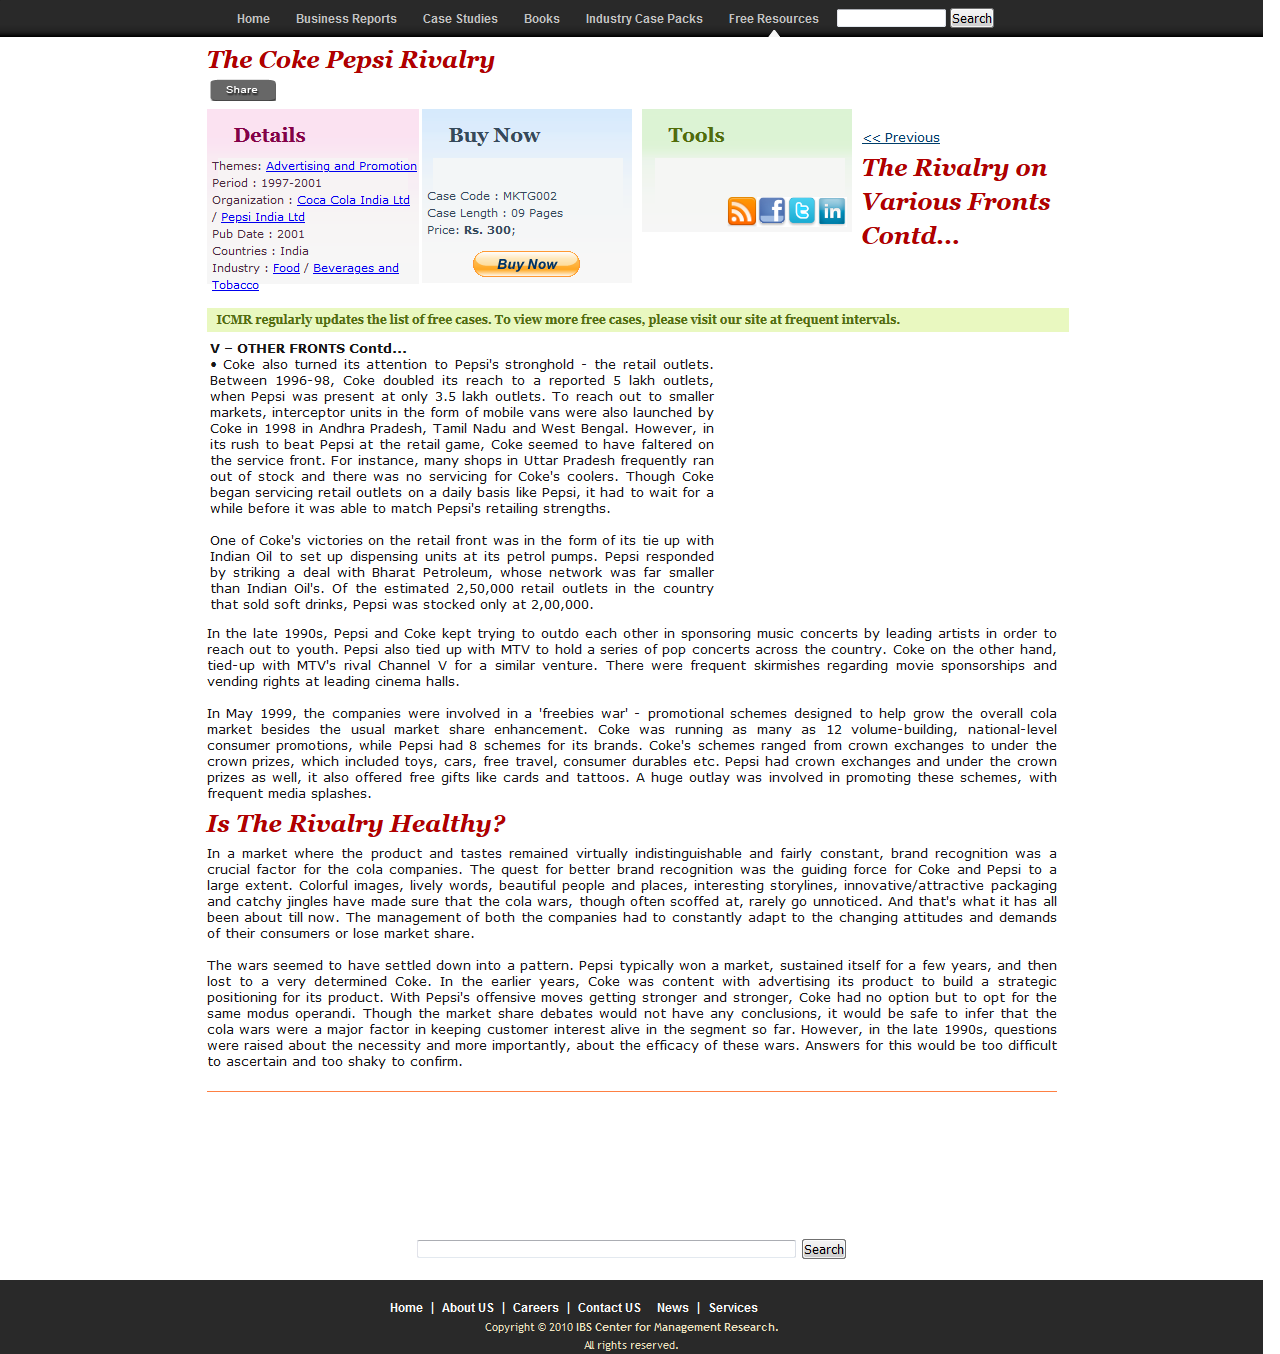 Home Business Reports Case Studies Books Industry Case Packs Free Resources Search
The Coke Pepsi Rivalry
Share
Details
Themes: Advertising and Promotion
Period : 1997-2001
Organization : Coca Cola India Ltd
/ Pepsi India Ltd
Pub Date : 2001
Countries : India
Industry : Food / Beverages and
Tobacco
Buy Now
Case Code : MKTG002
Case Length : 09 Pages
Price: Rs. 300;
Buy Now
Tools
in
<< Previous
The Rivalry on
Various Fronts
Contd...
ICMR regularly updates the list of free cases. To view more free cases, please visit our site at frequent intervals.
V – OTHER FRONTS Contd...
• Coke also turned its attention to Pepsi's stronghold - the retail outlets.
Between 1996-98, Coke doubled its reach to a reported 5 lakh outlets,
when Pepsi was present at only 3.5 lakh outlets. To reach out to smaller
markets, interceptor units in the form of mobile vans were also launched by
Coke in 1998 in Andhra Pradesh, Tamil Nadu and West Bengal. However, in
its rush to beat Pepsi at the retail game, Coke seemed to have faltered on
the service front. For instance, many shops in Uttar Pradesh frequently ran
out of stock and there was no servicing for Coke's coolers. Though Coke
began servicing retail outlets on a daily basis like Pepsi, it had to wait for a
while before it was able to match Pepsi's retailing strengths.
One of Coke's victories on the retail front was in the form of its tie up with
Indian Oil to set up dispensing units at its petrol pumps. Pepsi responded
by striking a deal with Bharat Petroleum, whose network was far smaller
than Indian Oil's. Of the estimated 2,50,000 retail outlets in the country
that sold soft drinks, Pepsi was stocked only at 2,00,000.
In the late 1990s, Pepsi and Coke kept trying to outdo each other in sponsoring music concerts by leading artists in order to
reach out to youth. Pepsi also tied up with MTV to hold a series of pop concerts across the country. Coke on the other hand,
tied-up with MTV's rival Channel V for a similar venture. There were frequent skirmishes regarding movie sponsorships and
vending rights at leading cinema halls.
In May 1999, the companies were involved in a 'freebies war' - promotional schemes designed to help grow the overall cola
market besides the usual market share enhancement. Coke was running as many as 12 volume-building, national-level
consumer promotions, while Pepsi had 8 schemes for its brands. Coke's schemes ranged from crown exchanges to under the
crown prizes, which included toys, cars, free travel, consumer durables etc. Pepsi had crown exchanges and under the crown
prizes as well, it also offered free gifts like cards and tattoos. A huge outlay was involved in promoting these schemes, with
frequent media splashes.
Is The Rivalry Healthy?
In a market where the product and tastes remained virtually indistinguishable and fairly constant, brand recognition was a
crucial factor for the cola companies. The quest for better brand recognition was the guiding force for Coke and Pepsi to a
large extent. Colorful images, lively words, beautiful people and places, interesting storylines, innovative/attractive packaging
and catchy jingles have made sure that the cola wars, though often scoffed at, rarely go unnoticed. And that's what it has all
been about till now. The management of both the companies had to constantly adapt to the changing attitudes and demands
of their consumers or lose market share.
The wars seemed to have settled down into a pattern. Pepsi typically won a market, sustained itself for a few years, and then
lost to a very determined Coke. In the earlier years, Coke was content with advertising its product to build a strategic
positioning for its product. With Pepsi's offensive moves getting stronger and stronger, Coke had no option but to opt for the
same modus operandi. Though the market share debates would not have any conclusions, it would be safe to infer that the
cola wars were a major factor in keeping customer interest alive in the segment so far. However, in the late 1990s, questions
were raised about the necessity and more importantly, about the efficacy of these wars. Answers for this would be too difficult
to ascertain and too shaky to confirm.
Search
Home | About US | Careers | Contact US News | Services
Copyright © 2010 IBS Center for Management Research.
All rights reserved.